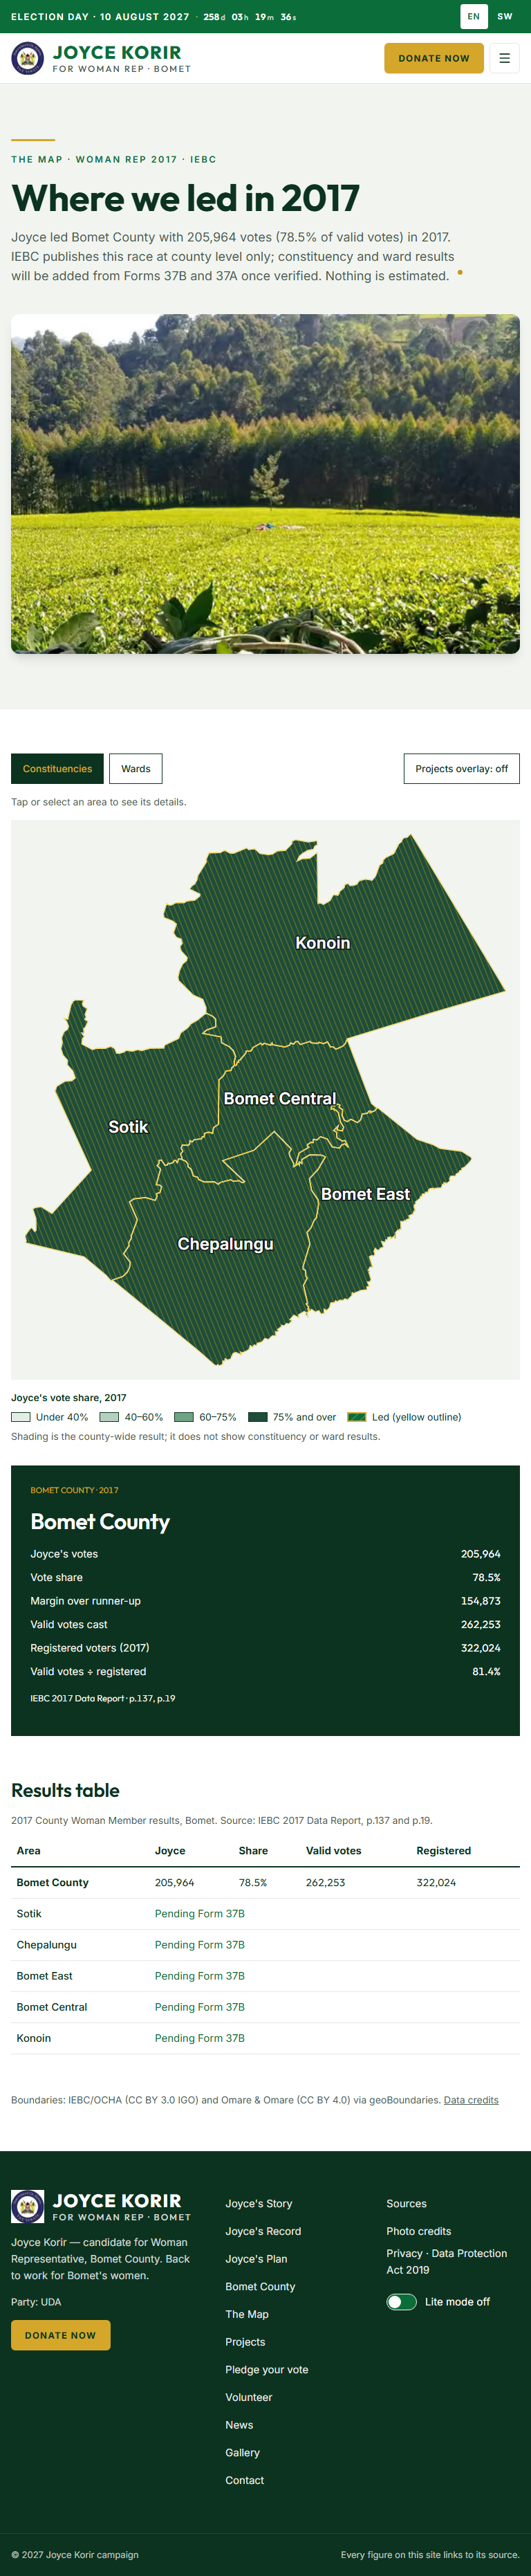 ELECTION DAY · 10 AUGUST 2027 · 258d 03h 19m 36s
EN SW
JOYCE KORIR
FOR WOMAN REP · BOMET
DONATE NOW
THE MAP · WOMAN REP 2017 · IEBC
Where we led in 2017
Joyce led Bomet County with 205,964 votes (78.5% of valid votes) in 2017.
IEBC publishes this race at county level only; constituency and ward results
will be added from Forms 37B and 37A once verified. Nothing is estimated.
Constituencies Wards Projects overlay: off
Tap or select an area to see its details.
Konoin
Bomet Central
Sotik
Bomet East
Chepalungu
Joyce's vote share, 2017
Under 40% 40–60% 60–75% 75% and over Led (yellow outline)
Shading is the county-wide result; it does not show constituency or ward results.
BOMET COUNTY · 2017
Bomet County
Joyce's votes 205,964
Vote share 78.5%
Margin over runner-up 154,873
Valid votes cast 262,253
Registered voters (2017) 322,024
Valid votes ÷ registered 81.4%
IEBC 2017 Data Report · p.137, p.19
Results table
2017 County Woman Member results, Bomet. Source: IEBC 2017 Data Report, p.137 and p.19.
Area Joyce Share Valid votes Registered
Bomet County 205,964 78.5% 262,253 322,024
Sotik Pending Form 37B
Chepalungu Pending Form 37B
Bomet East Pending Form 37B
Bomet Central Pending Form 37B
Konoin Pending Form 37B
Boundaries: IEBC/OCHA (CC BY 3.0 IGO) and Omare & Omare (CC BY 4.0) via geoBoundaries. Data credits
JOYCE KORIR
FOR WOMAN REP · BOMET
Joyce Korir — candidate for Woman
Representative, Bomet County. Back
to work for Bomet's women.
Party: UDA
DONATE NOW
Joyce's Story
Joyce's Record
Joyce's Plan
Bomet County
The Map
Projects
Pledge your vote
Volunteer
News
Gallery
Contact
Sources
Photo credits
Privacy · Data Protection
Act 2019
Lite mode off
© 2027 Joyce Korir campaign
Every figure on this site links to its source.